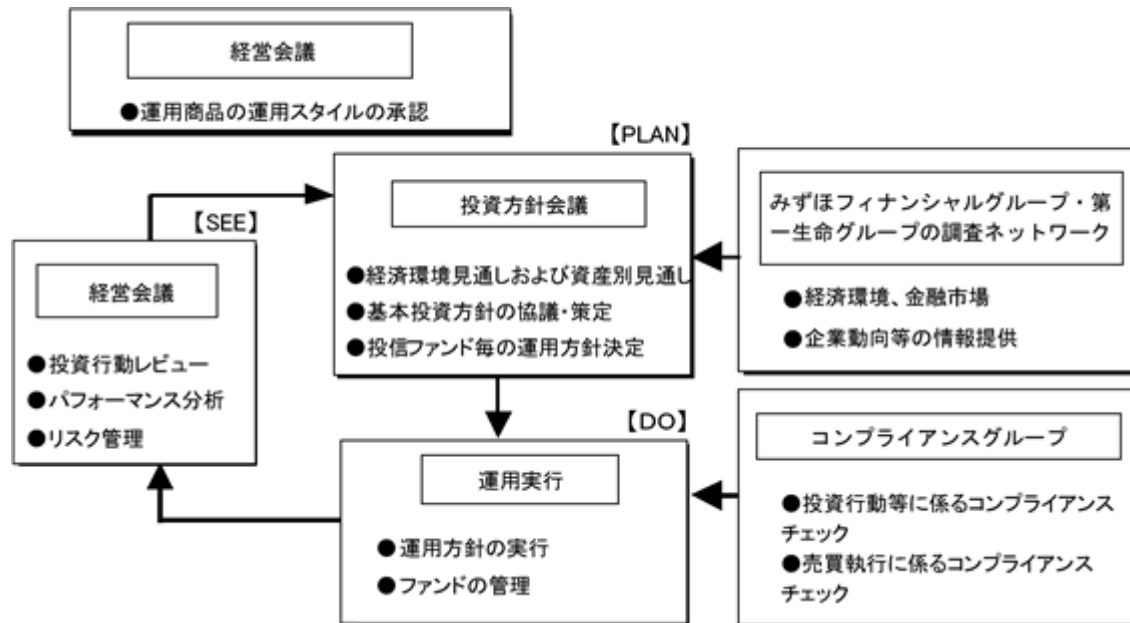 経営会議
●運用商品の運用スタイルの承認
【PLAN】
投資方針会議
●経済環境見通しおよび資産別見通し
●基本投資方針の協議・策定
●投信ファンド毎の運用方針決定
みずほフィナンシャルグループ・第
一生命グループの調査ネットワーク
●経済環境、金融市場
●企業動向等の情報提供
【SEE】
経営会議
●投資行動レビュー
●パフォーマンス分析
●リスク管理
【DO】
運用実行
●運用方針の実行
●ファンドの管理
コンプライアンスグループ
●投資行動等に係るコンプライアンス
チェック
●売買執行に係るコンプライアンス
チェック